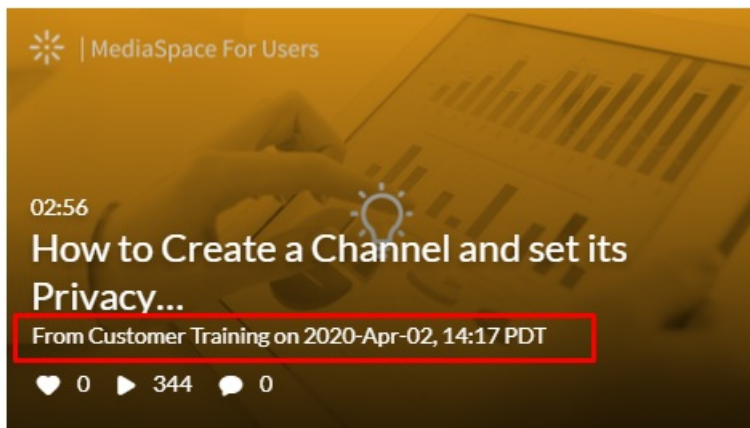 | MediaSpace For Users
02:56
How to Create a Channel and set its
Privacy...
From Customer Training on 2020-Apr-02, 14:17 PDT
0 344 0